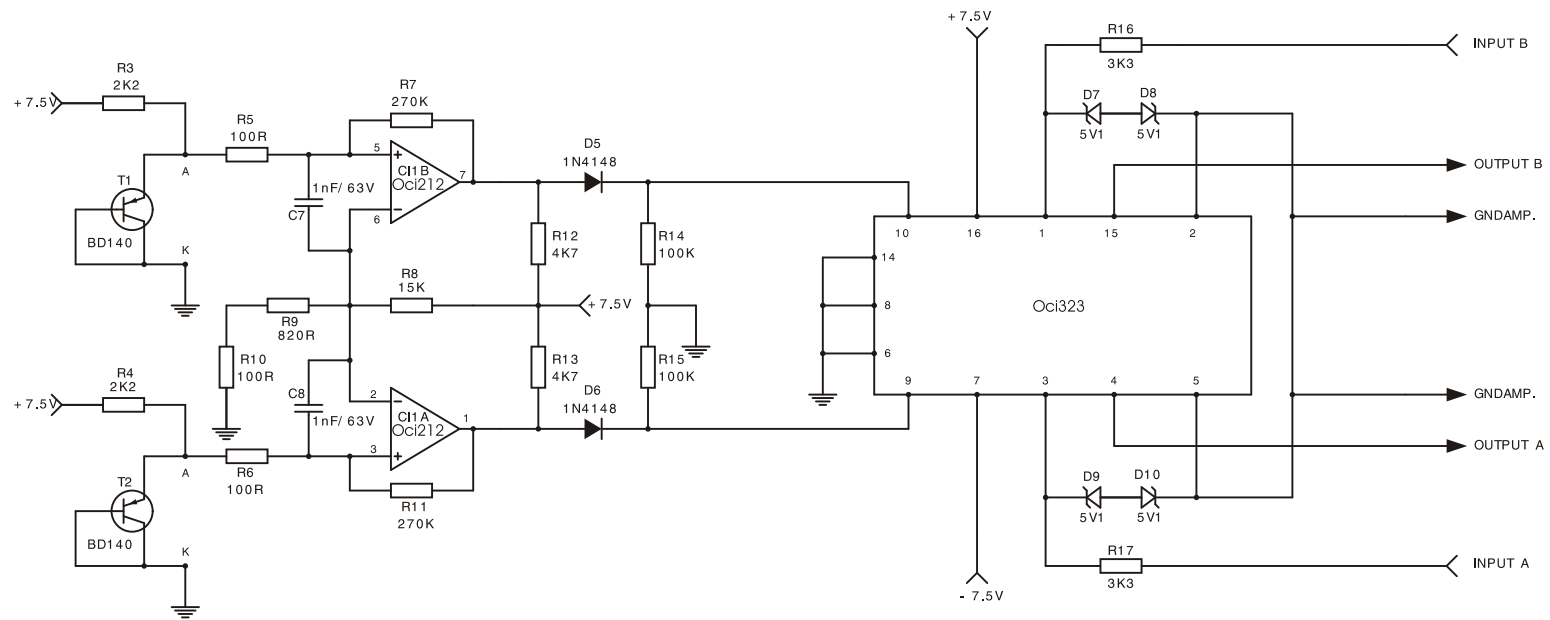 + 7.5V
R16
INPUT B
3K3
R3
2K2
R7
270K
+ 7.5V
D7
D8
5V1
5V1
R5
100R
D5
1N4148
OUTPUT B
A
5
+
CI1B
Oci212
7
T1
1nF/ 63V
C7
−
6
GNDAMP.
10
16
1
15
2
BD140
K
R12
4K7
R14
100K
14
R8
15K
+ 7.5V
8
Oci323
R9
820R
R10
100R
R13
4K7
R15
100K
6
R4
2K2
C8
1nF/ 63V
D6
1N4148
9
7
3
4
5
+ 7.5V
2
−
CI1A
Oci212
1
GNDAMP.
3
+
A
R6
100R
OUTPUT A
T2
R11
270K
D9
D10
5V1
5V1
BD140
K
R17
3K3
INPUT A
- 7.5V